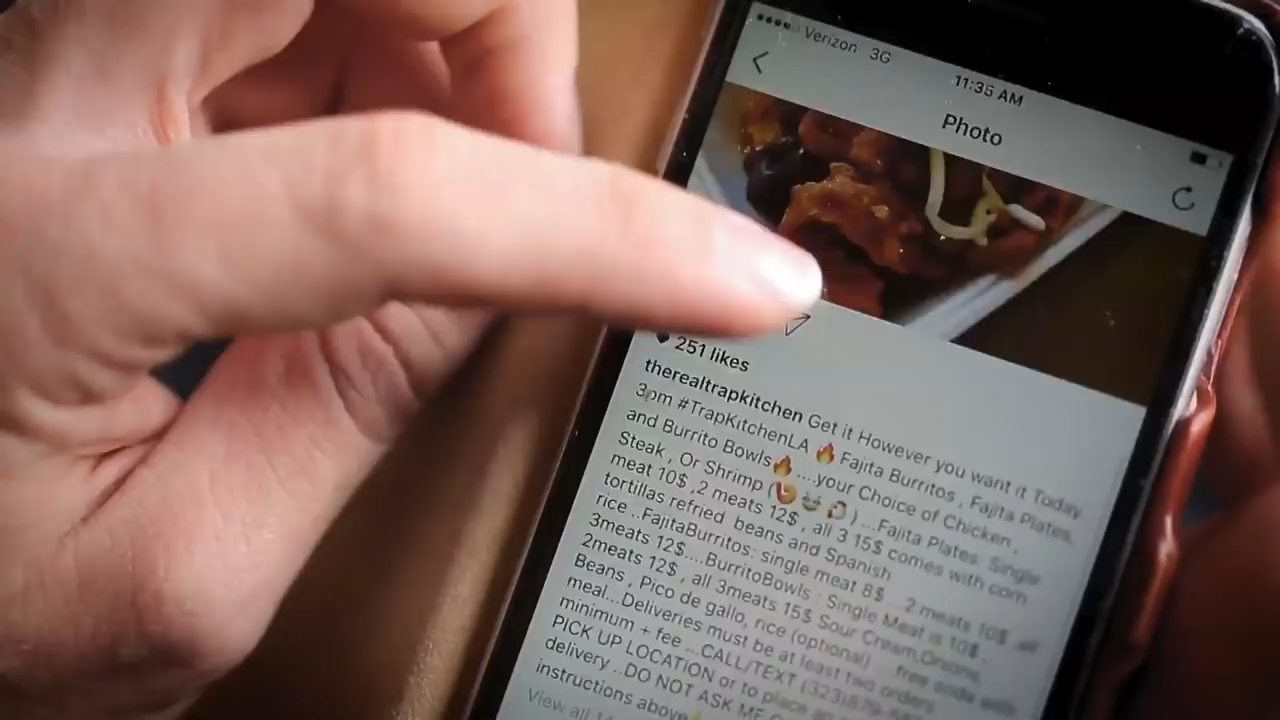 Verizon 3G
11:35 AM
Photo
251 likes
therealtrapkitchen Get it However you want it Today
3pm #TrapKitchenLA 🔥 Fajita Burritos , Fajita Plates,
and Burrito Bowls🔥....your Choice of Chicken ,
Steak , Or Shrimp ( ) ...Fajita Plates: Single
meat 10$ ,2 meats 12$ , all 3 15$ comes with corn
tortillas refried beans and Spanish
rice ..FajitaBurritos: single meat 8$ ...2 meats 10$ all
3meats 12$....BurritoBowls : Single Meat is 10$ ,
2meats 12$ , all 3meats 15$ Sour Cream,Onions,
Beans , Pico de gallo, rice (optional) ... free soda with
meal...Deliveries must be at least two orders
minimum + fee ...CALL/TEXT (323)
PICK UP LOCATION or to place
delivery ...DO NOT ASK ME
instructions above
View all